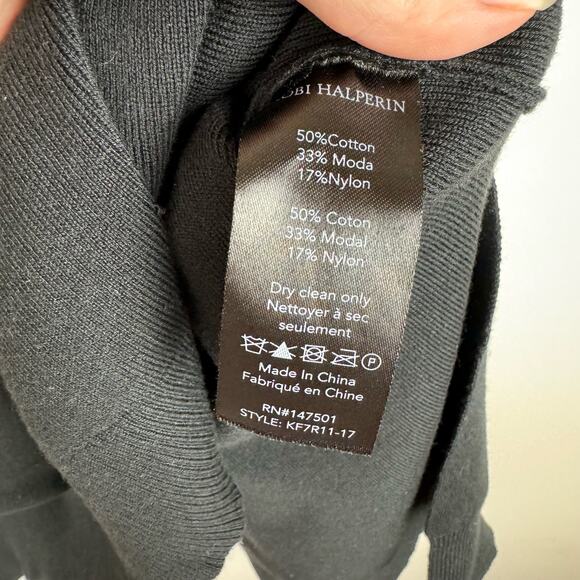 OBI HALPERIN
50%Cotton
33% Moda
17%Nylon
50% Coton
33% Modal
17% Nylon
Dry clean only
Nettoyer à sec
seulement
P
Made In China
Fabriqué en Chine
RN#147501
STYLE: KF7R11-17